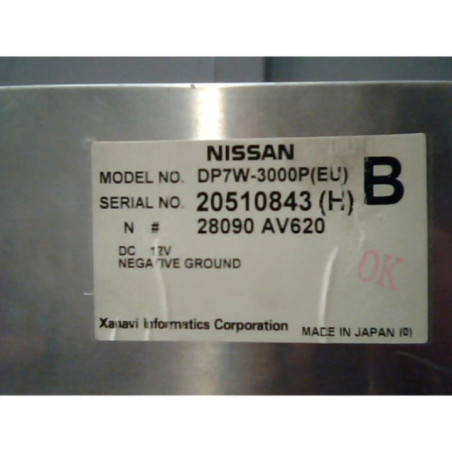 NISSAN
MODEL NO. DP7W-3000P(EU)
B
SERIAL NO. 20510843 (H)
N # 28090 AV620
DC 12V
NEGATIVE GROUND
OK
Xanavi Informatics Corporation
MADE IN JAPAN (0)